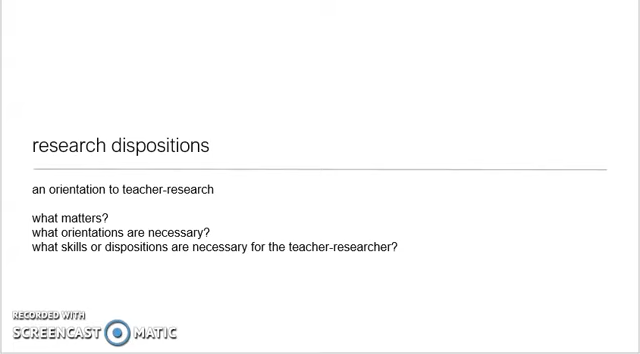 research dispositions
an orientation to teacher-research
what matters?
what orientations are necessary?
what skills or dispositions are necessary for the teacher-researcher?
RECORDED WITH
SCREENCAST MATIC